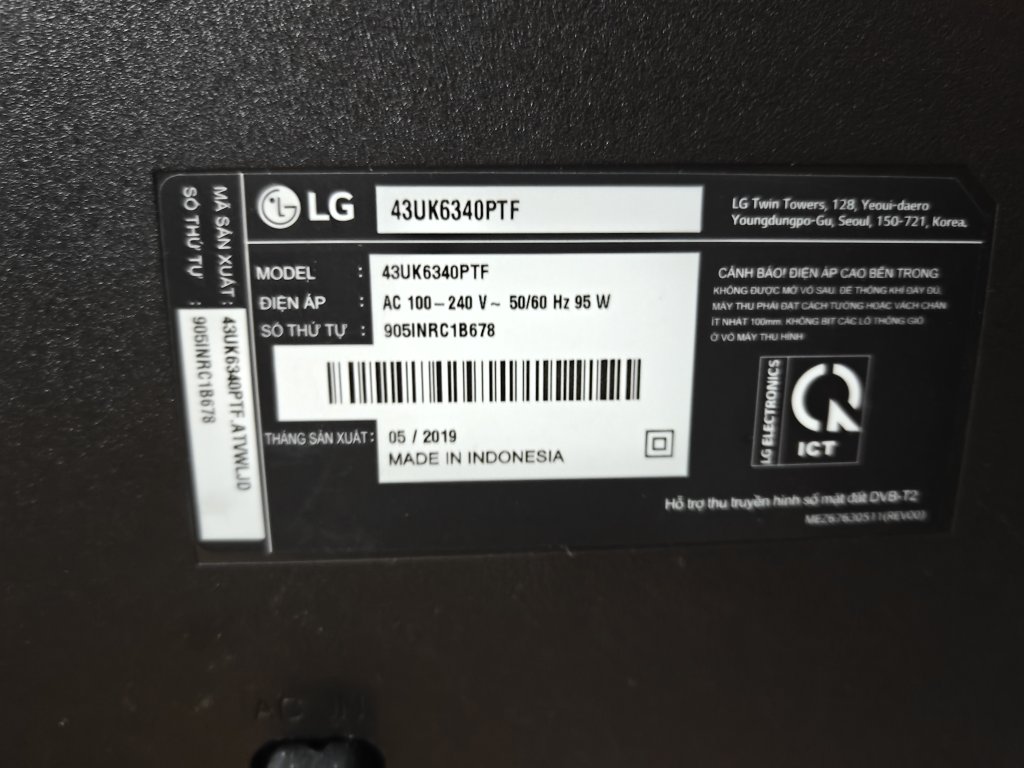 MÃ SẢN XUẤT: 43UK6340PTF.ATVWLJD
SỐ THỨ TỰ : 905INRC1B678
LG
43UK6340PTF
LG Twin Towers, 128, Yeoui-daero
Youngdungpo-Gu, Seoul, 150-721, Korea.
MODEL : 43UK6340PTF
ĐIỆN ÁP : AC 100 – 240 V ~ 50/60 Hz 95 W
SỐ THỨ TỰ : 905INRC1B678
THÁNG SẢN XUẤT : 05 / 2019
MADE IN INDONESIA
CẢNH BÁO! ĐIỆN ÁP CAO BÊN TRONG
KHÔNG ĐƯỢC MỞ VỎ SAU. ĐỂ THÔNG KHÍ ĐẦY ĐỦ,
MÁY THU PHẢI ĐẶT CÁCH TƯỜNG HOẶC VÁCH CHẮN
ÍT NHẤT 100mm. KHÔNG BỊT CÁC LỖ THÔNG GIÓ
Ở VỎ MÁY THU HÌNH
LG ELECTRONICS
ICT
Hỗ trợ thu truyền hình số mặt đất DVB-T2
MEZ67630511(REV00)
AC IN